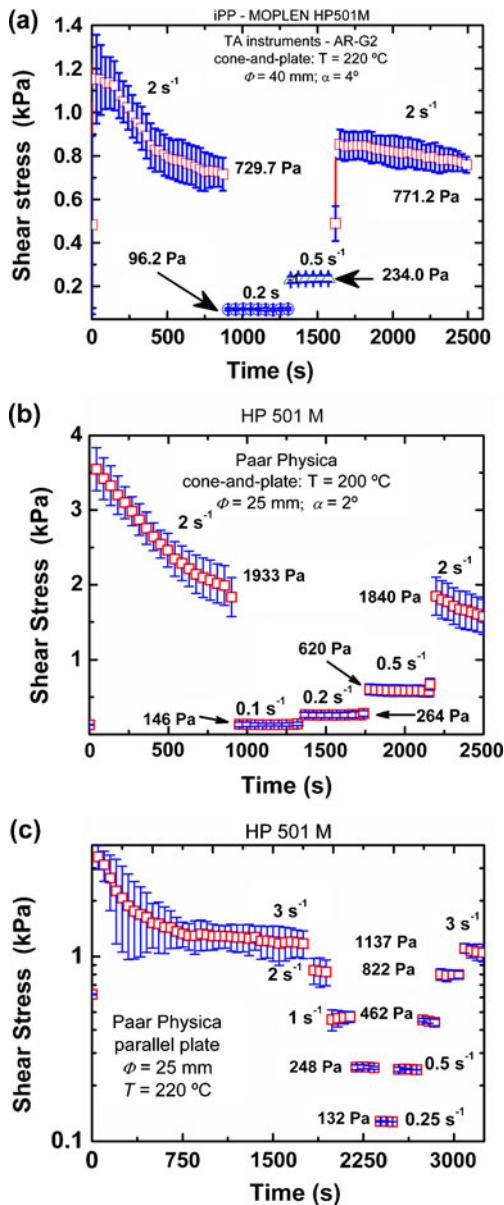 (a)
iPP - MOPLEN HP501M
TA instruments - AR-G2
cone-and-plate: T = 220 ºC
Φ = 40 mm; α = 4º
2 s⁻¹
2 s⁻¹
729.7 Pa
771.2 Pa
96.2 Pa
0.2 s
0.5 s⁻¹
234.0 Pa
Shear stress (kPa)
1.4
1.2
1.0
0.8
0.6
0.4
0.2
0 500 1000 1500 2000 2500
Time (s)
(b)
HP 501 M
Paar Physica
cone-and-plate: T = 200 ºC
Φ = 25 mm; α = 2º
2 s⁻¹
1933 Pa
2 s⁻¹
1840 Pa
620 Pa
0.5 s⁻¹
0.1 s⁻¹
0.2 s⁻¹
146 Pa
264 Pa
Shear Stress (kPa)
4
3
2
1
0 500 1000 1500 2000 2500
Time (s)
(c)
HP 501 M
3 s⁻¹
1137 Pa
3 s⁻¹
2 s⁻¹
822 Pa
1 s⁻¹
462 Pa
248 Pa
0.5 s⁻¹
132 Pa
0.25 s⁻¹
Paar Physica
parallel plate
Φ = 25 mm
T = 220 ºC
Shear Stress (kPa)
1
0.1
0 750 1500 2250 3000
Time (s)